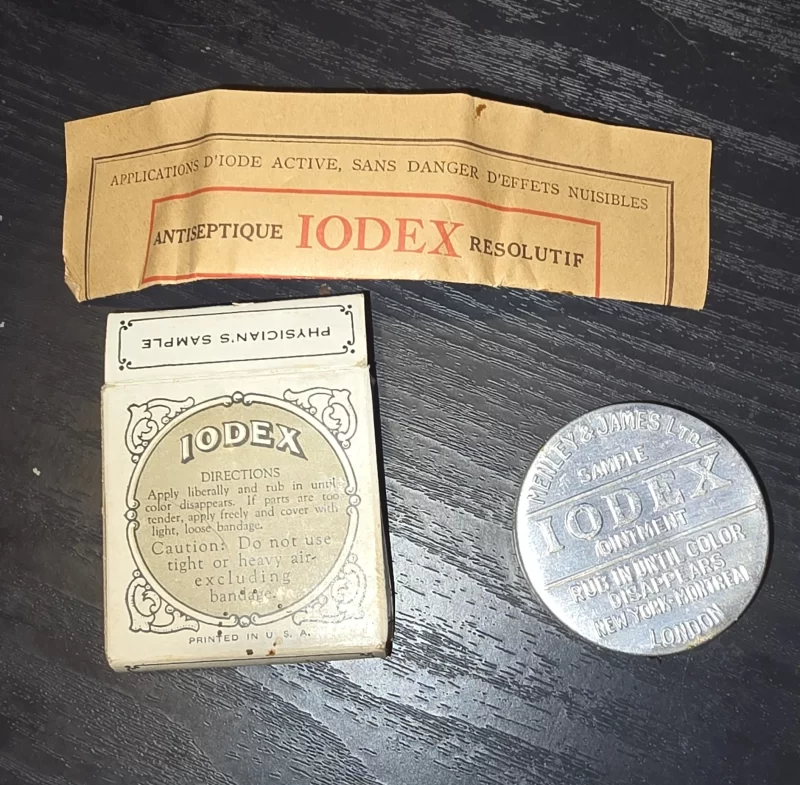 APPLICATIONS D'IODE ACTIVE, SANS DANGER D'EFFETS NUISIBLES
ANTISEPTIQUE IODEX RESOLUTIF
PHYSICIAN'S SAMPLE
IODEX
DIRECTIONS
Apply liberally and rub in until
color disappears. If parts are too
tender, apply freely and cover with
light, loose bandage.
Caution: Do not use
tight or heavy air-
excluding
bandage.
PRINTED IN U. S. A.
MENLEY & JAMES LTD.
SAMPLE
IODEX
OINTMENT
RUB IN UNTIL COLOR
DISAPPEARS
NEW YORK-MONTREAL
LONDON